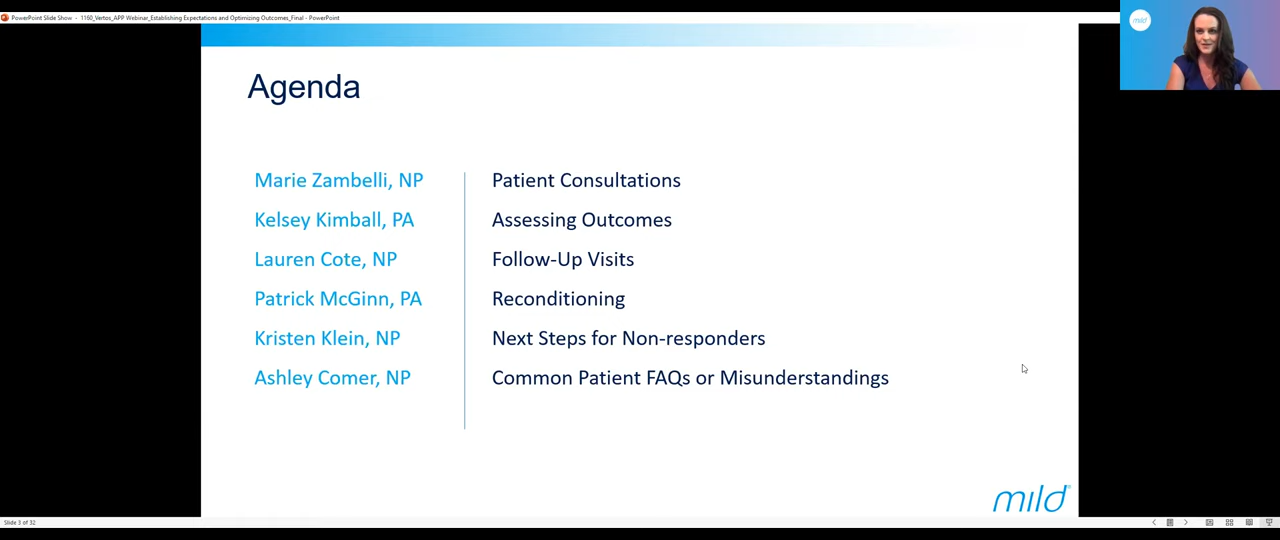 PowerPoint Slide Show - 1160_Vertos_APP Webinar_Establishing Expectations and Optimizing Outcomes_Final - PowerPoint
mild
Agenda
Marie Zambelli, NP Patient Consultations
Kelsey Kimball, PA Assessing Outcomes
Lauren Cote, NP Follow-Up Visits
Patrick McGinn, PA Reconditioning
Kristen Klein, NP Next Steps for Non-responders
Ashley Comer, NP Common Patient FAQs or Misunderstandings
mild®
Slide 3 of 32